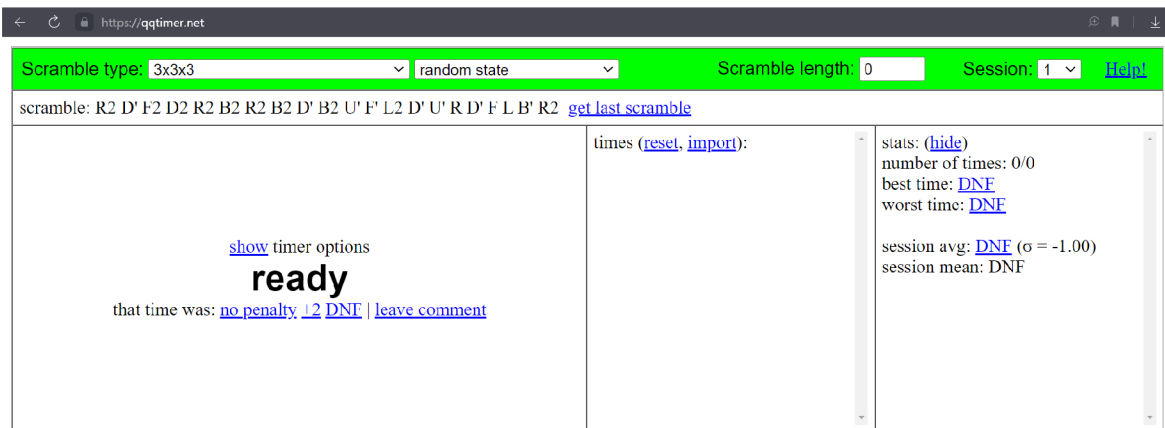 https://qqtimer.net
Scramble type: 3x3x3 random state Scramble length: 0 Session: 1 Help!
scramble: R2 D' F2 D2 R2 B2 R2 B2 D' B2 U' F' L2 D' U' R D' F L B' R2 get last scramble
times (reset, import):
stats: (hide)
number of times: 0/0
best time: DNF
worst time: DNF
session avg: DNF (σ = -1.00)
session mean: DNF
show timer options
ready
that time was: no penalty +2 DNF | leave comment